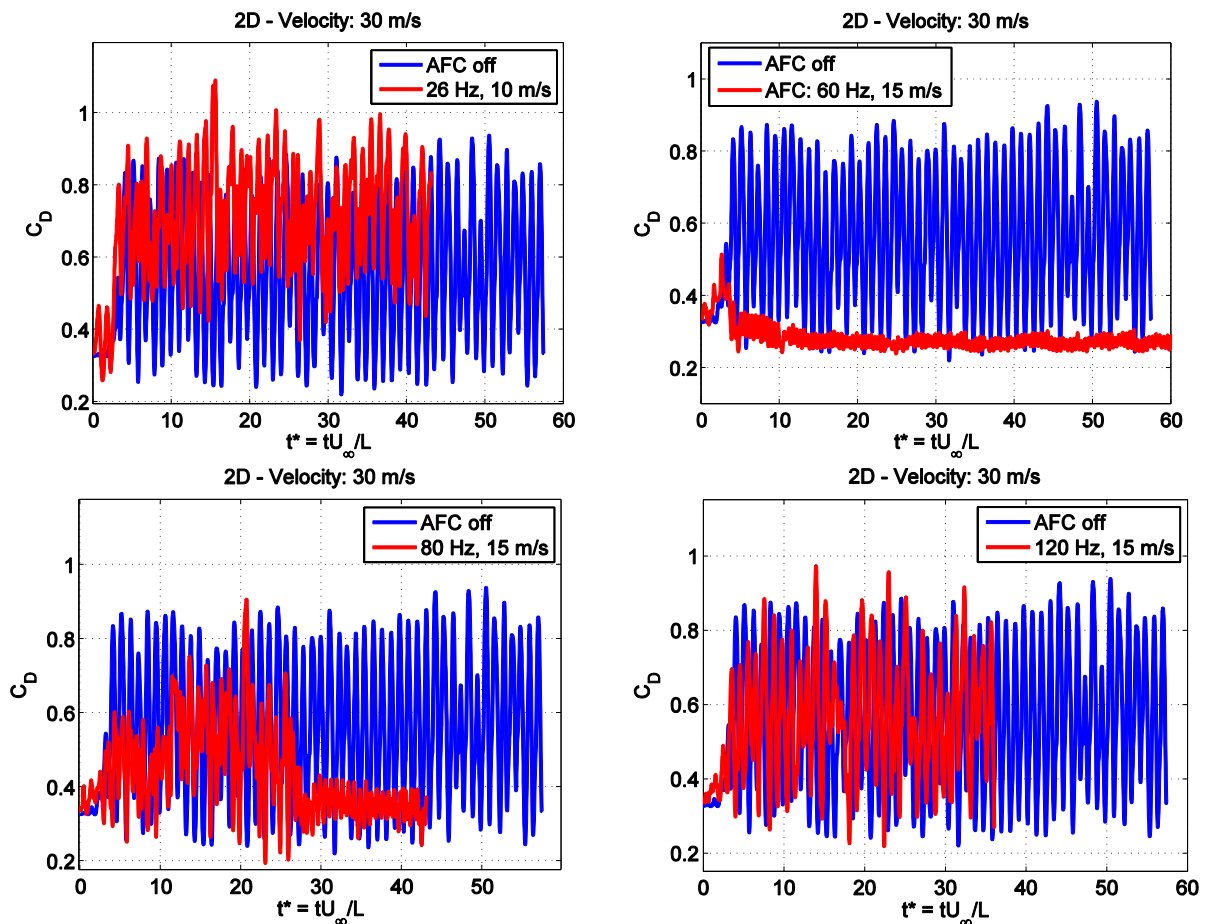 2D - Velocity: 30 m/s
AFC off
26 Hz, 10 m/s
C_D
1
0.8
0.6
0.4
0.2
0 10 20 30 40 50 60
t* = tU_∞/L
2D - Velocity: 30 m/s
AFC off
AFC: 60 Hz, 15 m/s
C_D
1
0.8
0.6
0.4
0.2
0 10 20 30 40 50 60
t* = tU_∞/L
2D - Velocity: 30 m/s
AFC off
80 Hz, 15 m/s
C_D
1
0.8
0.6
0.4
0.2
0 10 20 30 40 50
t* = tU_∞/L
2D - Velocity: 30 m/s
AFC off
120 Hz, 15 m/s
C_D
1
0.8
0.6
0.4
0.2
0 10 20 30 40 50 60
t* = tU_∞/L